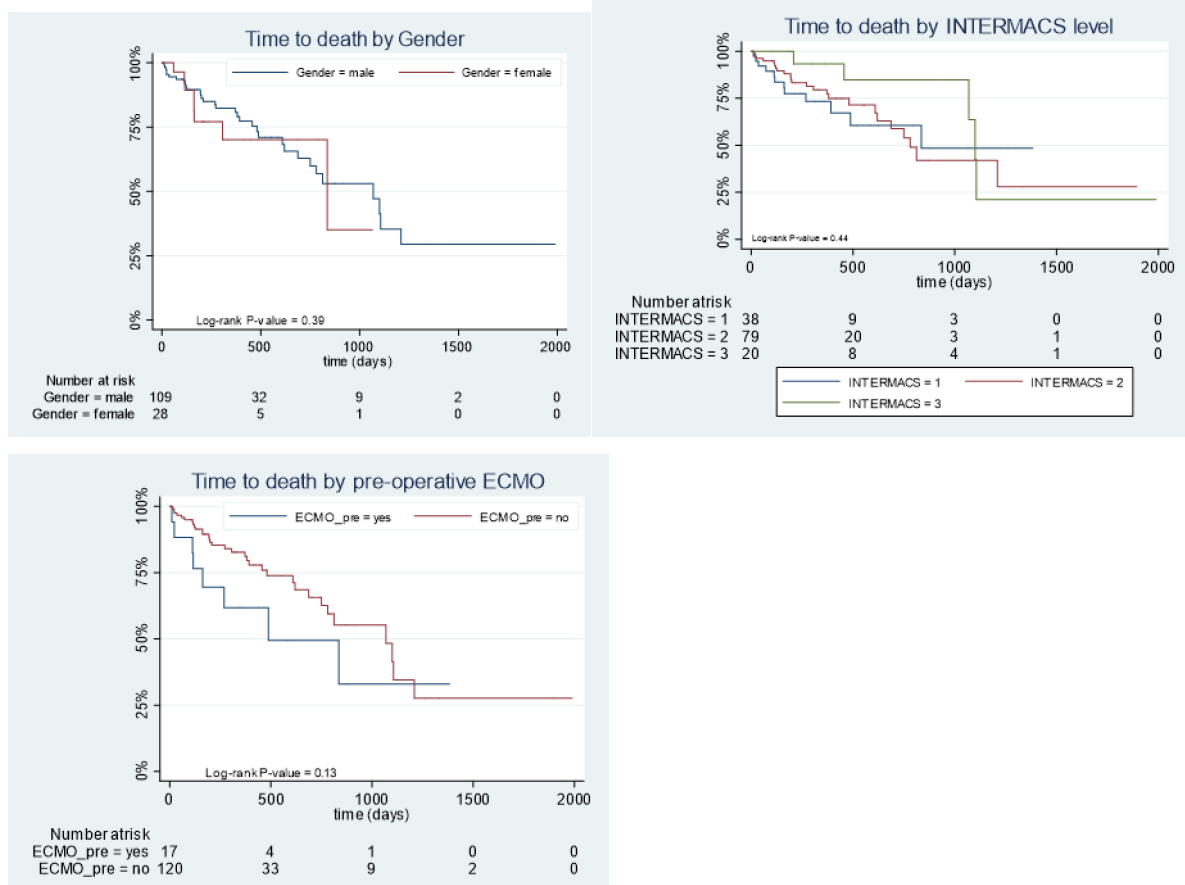 Time to death by Gender
100%
75%
50%
25%
0%
Gender = male
Gender = female
Log-rank P-value = 0.39
0 500 1000 1500 2000
time (days)
Number at risk
Gender = male 109 32 9 2 0
Gender = female 28 5 1 0 0
Time to death by INTERMACS level
100%
75%
50%
25%
0%
Log-rank P-value = 0.44
0 500 1000 1500 2000
time (days)
Number at risk
INTERMACS = 1 38 9 3 0 0
INTERMACS = 2 79 20 3 1 0
INTERMACS = 3 20 8 4 1 0
INTERMACS = 1 INTERMACS = 2
INTERMACS = 3
Time to death by pre-operative ECMO
100%
75%
50%
25%
0%
ECMO_pre = yes
ECMO_pre = no
Log-rank P-value = 0.13
0 500 1000 1500 2000
time (days)
Number at risk
ECMO_pre = yes 17 4 1 0 0
ECMO_pre = no 120 33 9 2 0